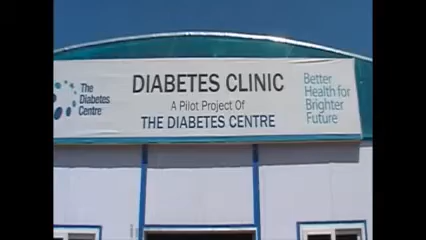 The
Diabetes
Centre
DIABETES CLINIC
A Pilot Project Of
THE DIABETES CENTRE
Better
Health for
Brighter
Future